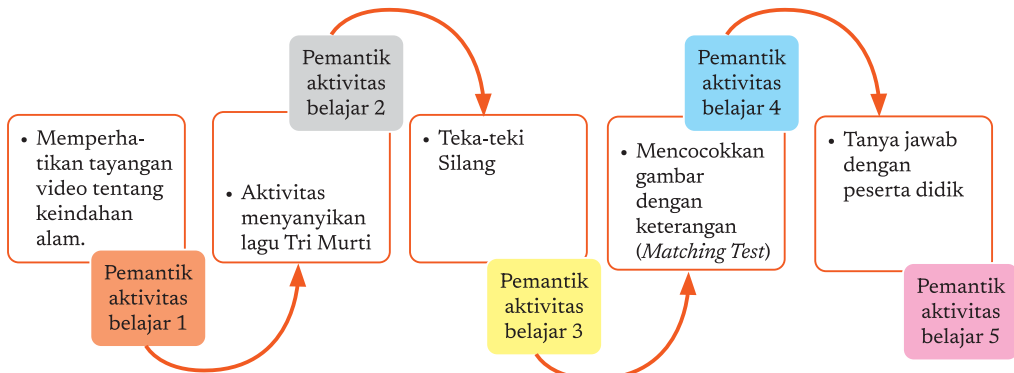 • Memperha-
tikan tayangan
video tentang
keindahan
alam.
Pemantik
aktivitas
belajar 1
Pemantik
aktivitas
belajar 2
• Aktivitas
menyanyikan
lagu Tri Murti
• Teka-teki
Silang
Pemantik
aktivitas
belajar 3
Pemantik
aktivitas
belajar 4
• Mencocokkan
gambar
dengan
keterangan
(Matching Test)
• Tanya jawab
dengan
peserta didik
Pemantik
aktivitas
belajar 5